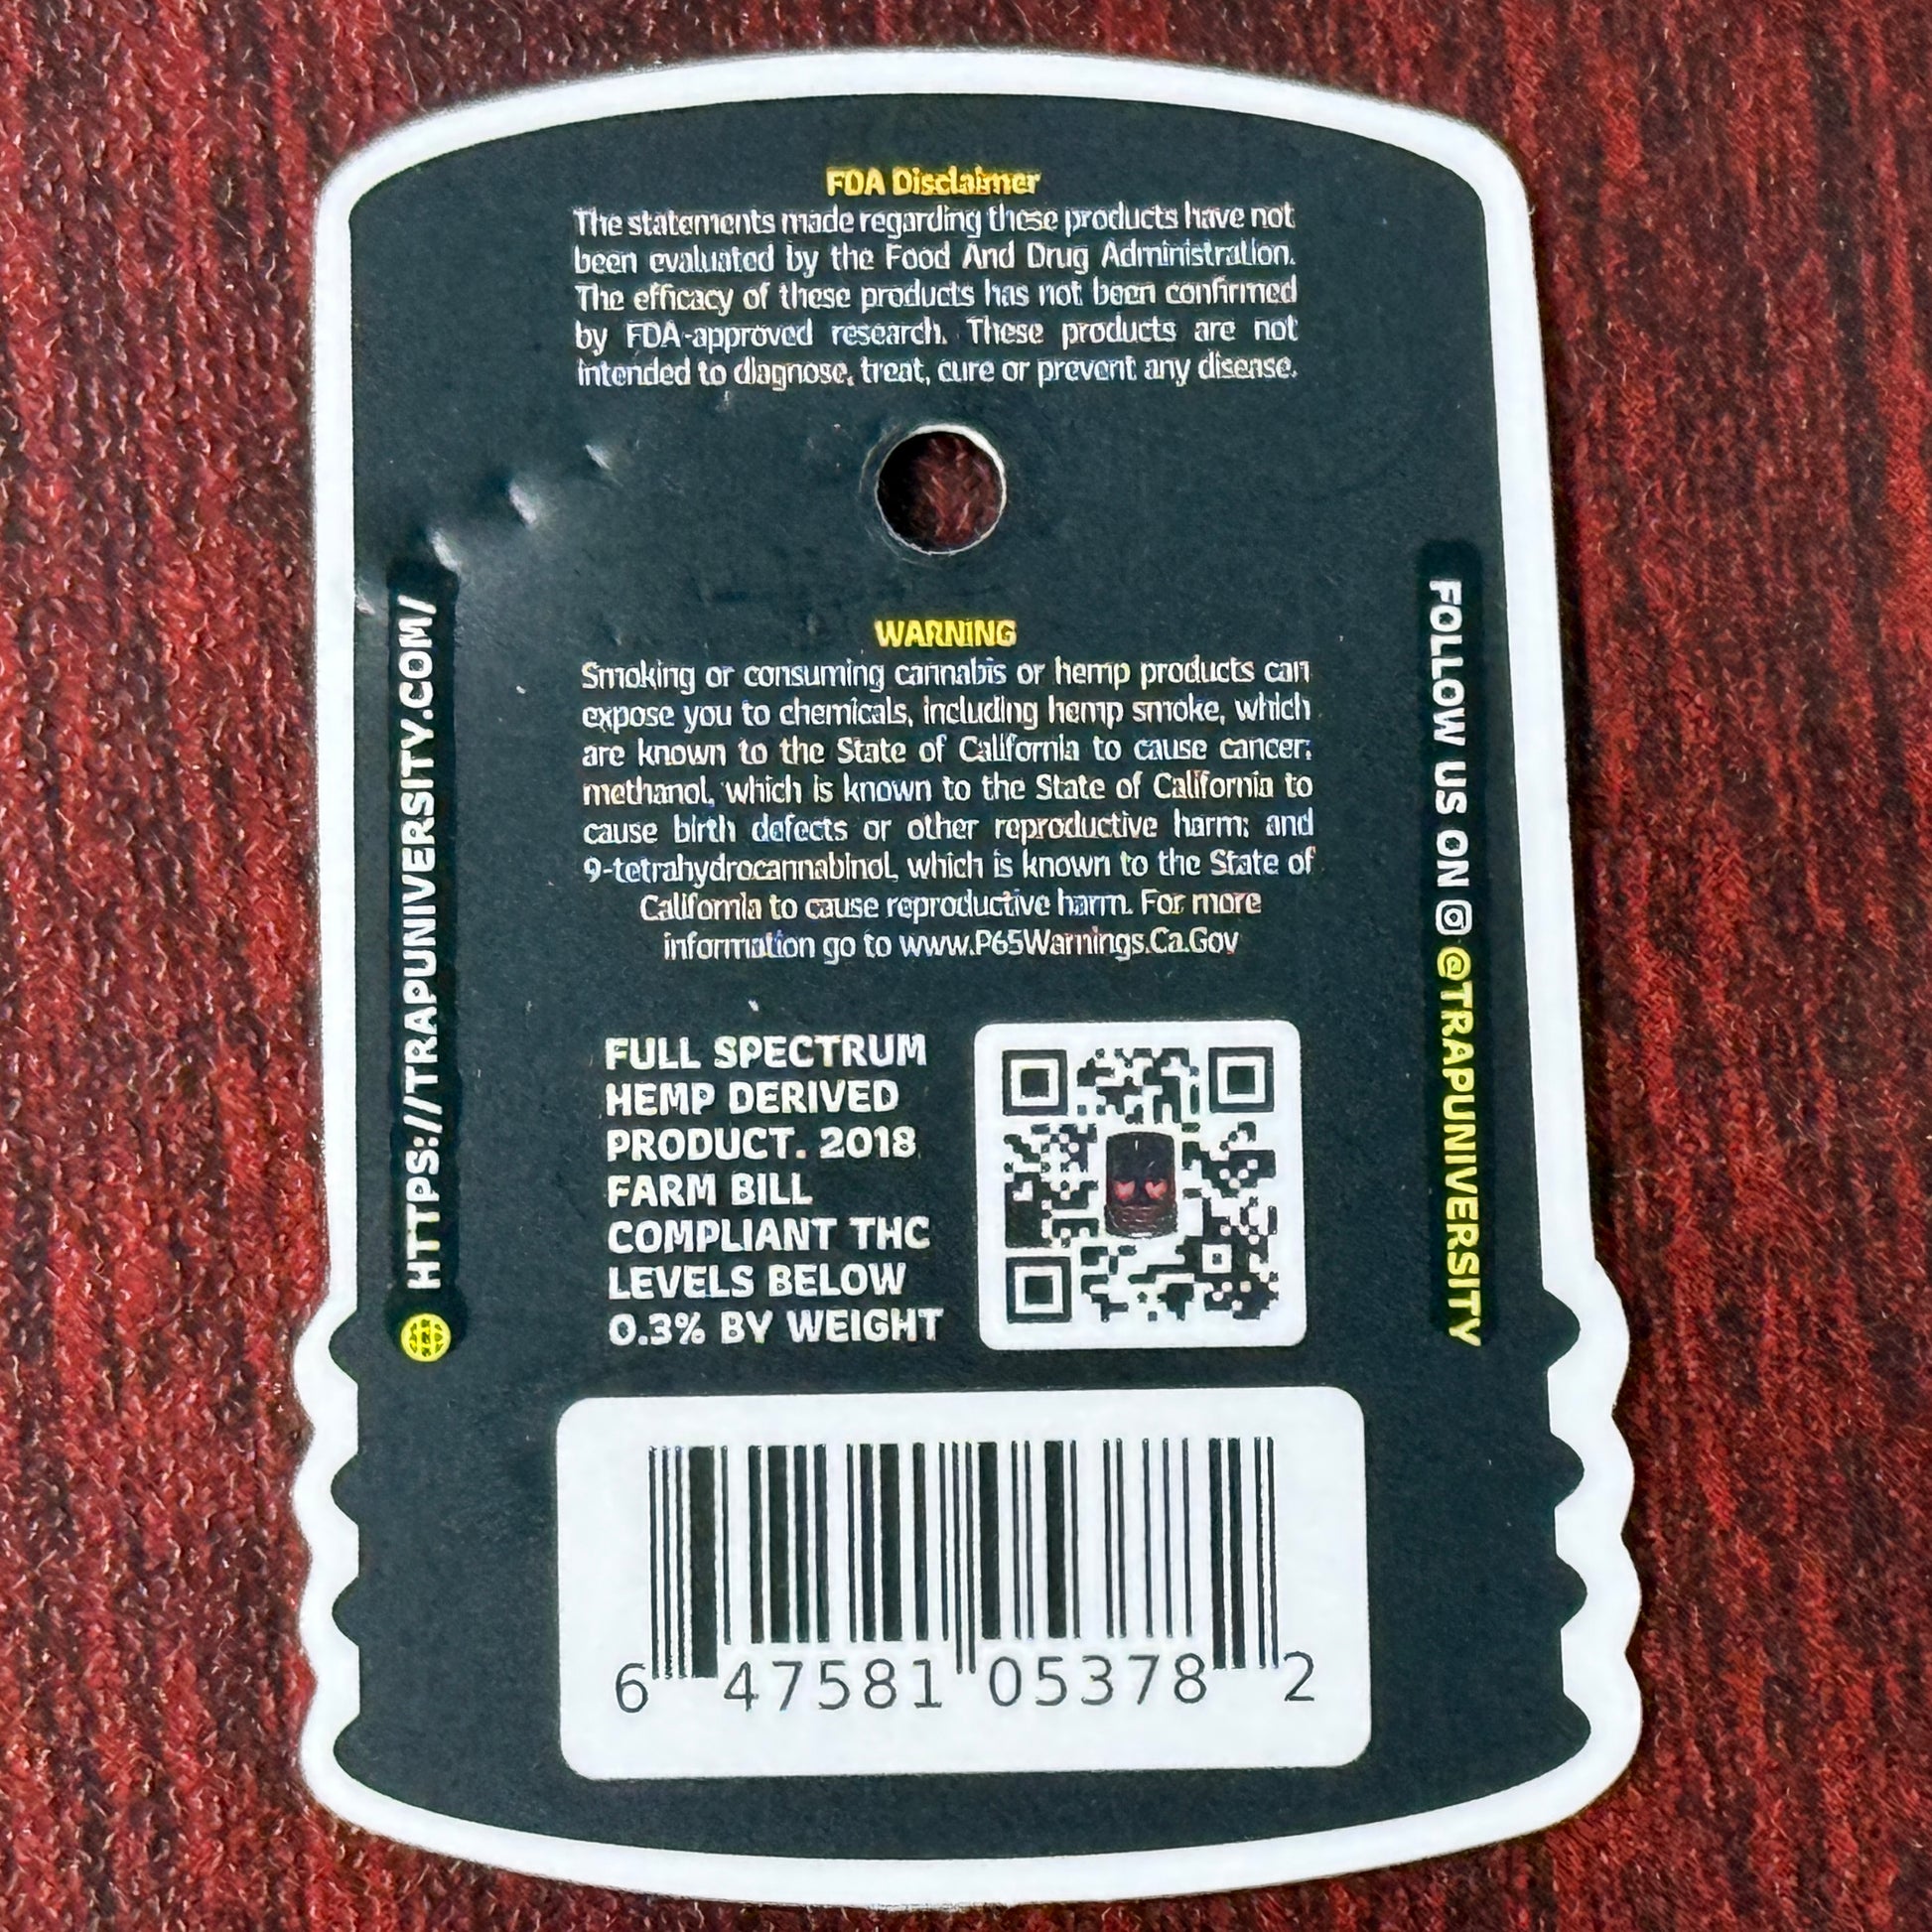 FDA Disclaimer
The statements made regarding these products have not
been evaluated by the Food And Drug Administration.
The efficacy of these products has not been confirmed
by FDA-approved research. These products are not
intended to diagnose, treat, cure or prevent any disease.
WARNING
Smoking or consuming cannabis or hemp products can
expose you to chemicals, including hemp smoke, which
are known to the State of California to cause cancer;
methanol, which is known to the State of California to
cause birth defects or other reproductive harm; and
9-tetrahydrocannabinol, which is known to the State of
California to cause reproductive harm. For more
information go to www.P65Warnings.Ca.Gov
HTTPS://TRAPUNIVERSITY.COM/
FOLLOW US ON @TRAPUNIVERSITY
FULL SPECTRUM
HEMP DERIVED
PRODUCT. 2018
FARM BILL
COMPLIANT THC
LEVELS BELOW
0.3% BY WEIGHT
6 47581 05378 2